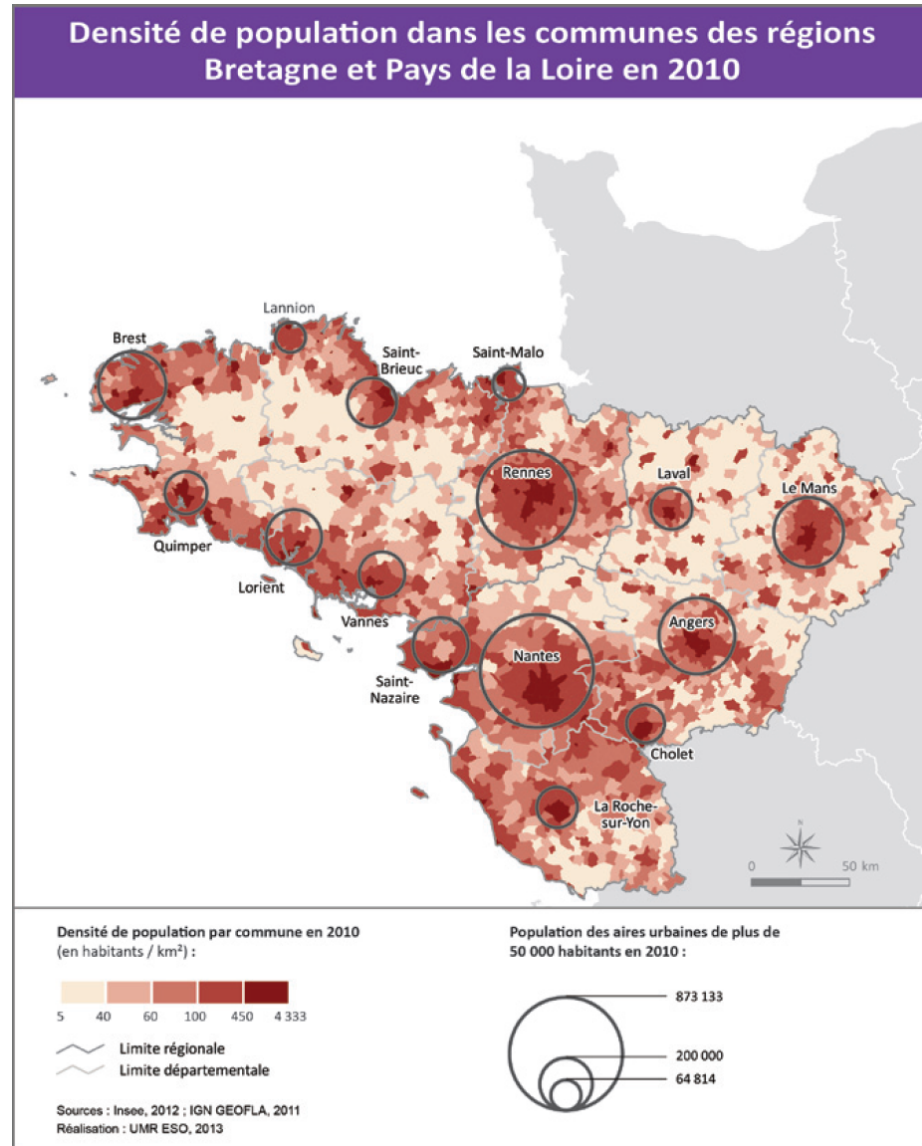 Densité de population dans les communes des régions
Bretagne et Pays de la Loire en 2010
Lannion
Brest
Saint-
Brieuc
Saint-Malo
Rennes
Laval
Le Mans
Quimper
Lorient
Vannes
Angers
Nantes
Saint-
Nazaire
Cholet
La Roche-
sur-Yon
N
0 50 km
Densité de population par commune en 2010
(en habitants / km²) :
5 40 60 100 450 4 333
Limite régionale
Limite départementale
Sources : Insee, 2012 ; IGN GEOFLA, 2011
Réalisation : UMR ESO, 2013
Population des aires urbaines de plus de
50 000 habitants en 2010 :
873 133
200 000
64 814